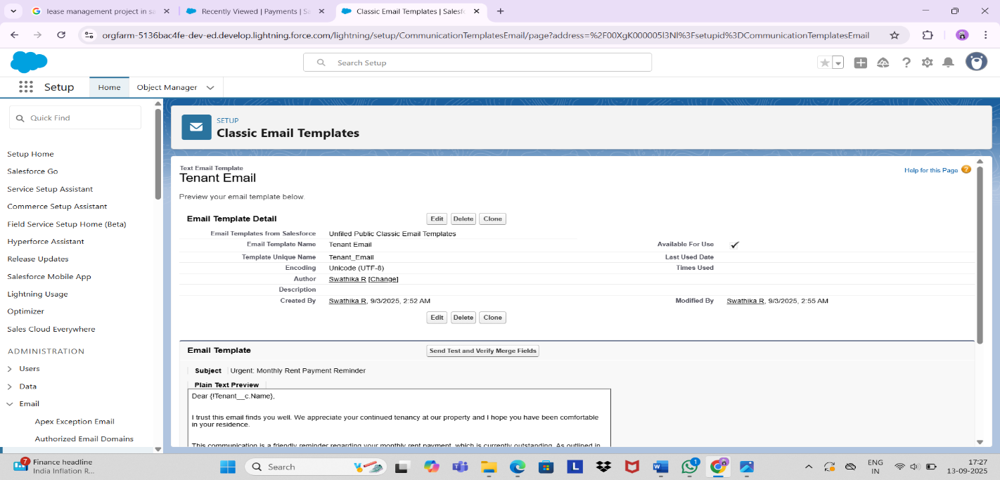 lease management project in sa
Recently Viewed | Payments | Sa
Classic Email Templates | Salesfo
orgfarm-5136bac4fe-dev-ed.develop.lightning.force.com/lightning/setup/CommunicationTemplatesEmail/page?address=%2F00XgK000005l3Nl%3Fsetupid%3DCommunicationTemplatesEmail
Search Setup
Setup
Home
Object Manager
Quick Find
Setup Home
Salesforce Go
Service Setup Assistant
Commerce Setup Assistant
Field Service Setup Home (Beta)
Hyperforce Assistant
Release Updates
Salesforce Mobile App
Lightning Usage
Optimizer
Sales Cloud Everywhere
ADMINISTRATION
Users
Data
Email
Apex Exception Email
Authorized Email Domains
SETUP
Classic Email Templates
Text Email Template
Tenant Email
Help for this Page
Preview your email template below.
Email Template Detail
Edit Delete Clone
Email Templates from Salesforce Unfiled Public Classic Email Templates
Email Template Name Tenant Email Available For Use
Template Unique Name Tenant_Email Last Used Date
Encoding Unicode (UTF-8) Times Used
Author Swathika R [Change]
Description
Created By Swathika R, 9/3/2025, 2:52 AM Modified By Swathika R, 9/3/2025, 2:55 AM
Edit Delete Clone
Email Template
Send Test and Verify Merge Fields
Subject Urgent: Monthly Rent Payment Reminder
Plain Text Preview
Dear {!Tenant__c.Name},
I trust this email finds you well. We appreciate your continued tenancy at our property and I hope you have been comfortable
in your residence.
This communication is a friendly reminder regarding your monthly rent payment, which is currently outstanding. As outlined in
7
Finance headline
India Inflation R...
Search
1
ENG
IN
17:27
13-09-2025